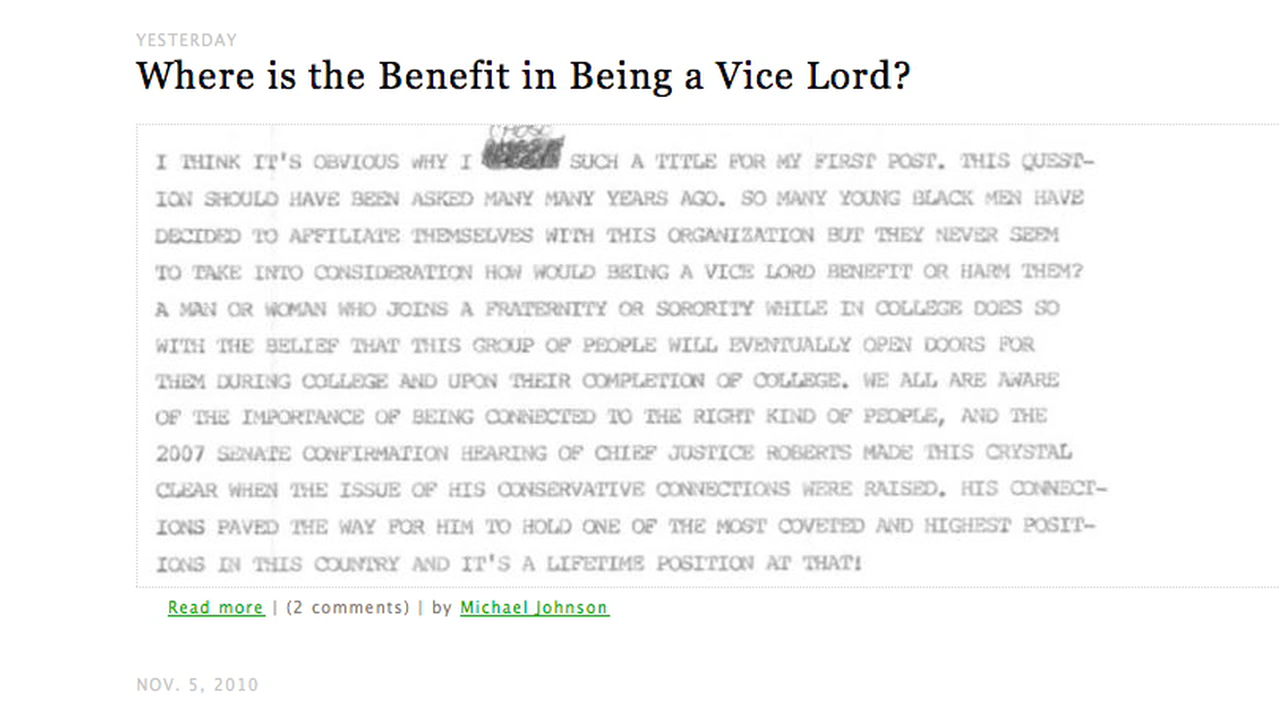 YESTERDAY
Where is the Benefit in Being a Vice Lord?
CHOSE
I THINK IT'S OBVIOUS WHY I SUCH A TITLE FOR MY FIRST POST. THIS QUEST-
ION SHOULD HAVE BEEN ASKED MANY MANY YEARS AGO. SO MANY YOUNG BLACK MEN HAVE
DECIDED TO AFFILIATE THEMSELVES WITH THIS ORGANIZATION BUT THEY NEVER SEEM
TO TAKE INTO CONSIDERATION HOW WOULD BEING A VICE LORD BENEFIT OR HARM THEM?
A MAN OR WOMAN WHO JOINS A FRATERNITY OR SORORITY WHILE IN COLLEGE DOES SO
WITH THE BELIEF THAT THIS GROUP OF PEOPLE WILL EVENTUALLY OPEN DOORS FOR
THEM DURING COLLEGE AND UPON THEIR COMPLETION OF COLLEGE. WE ALL ARE AWARE
OF THE IMPORTANCE OF BEING CONNECTED TO THE RIGHT KIND OF PEOPLE, AND THE
2007 SENATE CONFIRMATION HEARING OF CHIEF JUSTICE ROBERTS MADE THIS CRYSTAL
CLEAR WHEN THE ISSUE OF HIS CONSERVATIVE CONNECTIONS WERE RAISED. HIS CONNECT-
IONS PAVED THE WAY FOR HIM TO HOLD ONE OF THE MOST COVETED AND HIGHEST POSIT-
IONS IN THIS COUNTRY AND IT'S A LIFETIME POSITION AT THAT!
Read more | (2 comments) | by Michael Johnson
NOV. 5, 2010